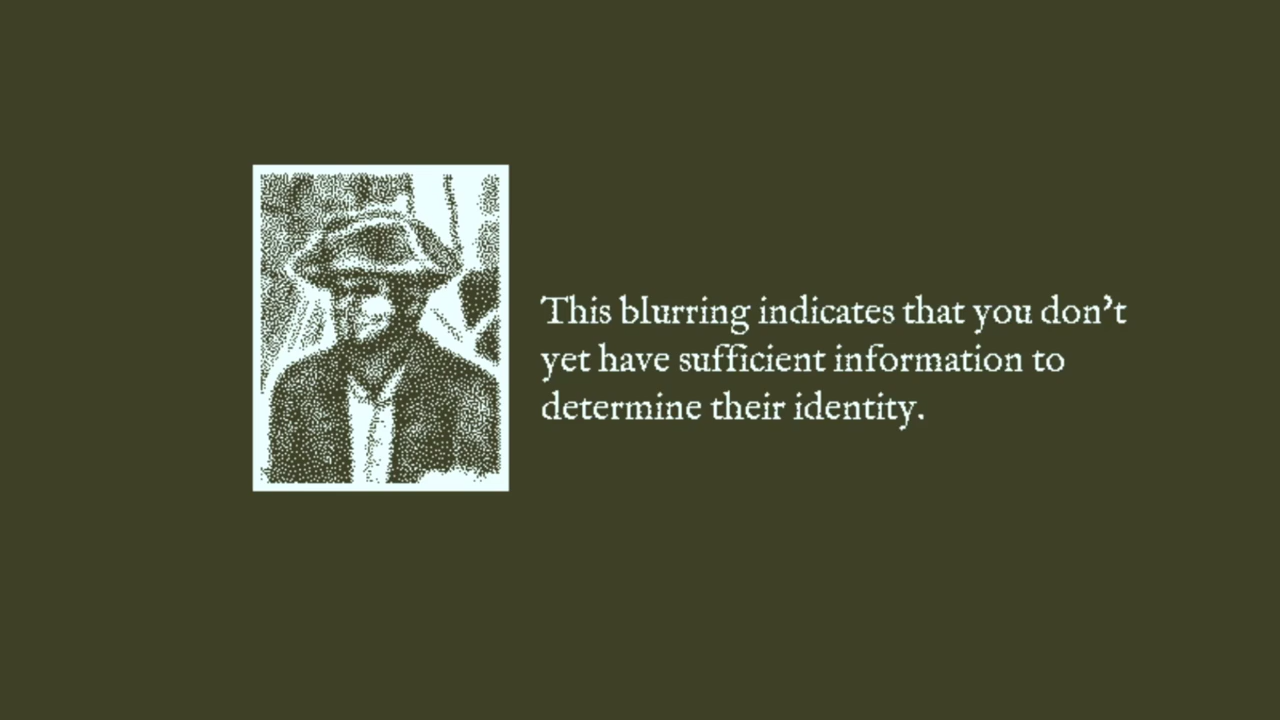 This blurring indicates that you don’t
yet have sufficient information to
determine their identity.